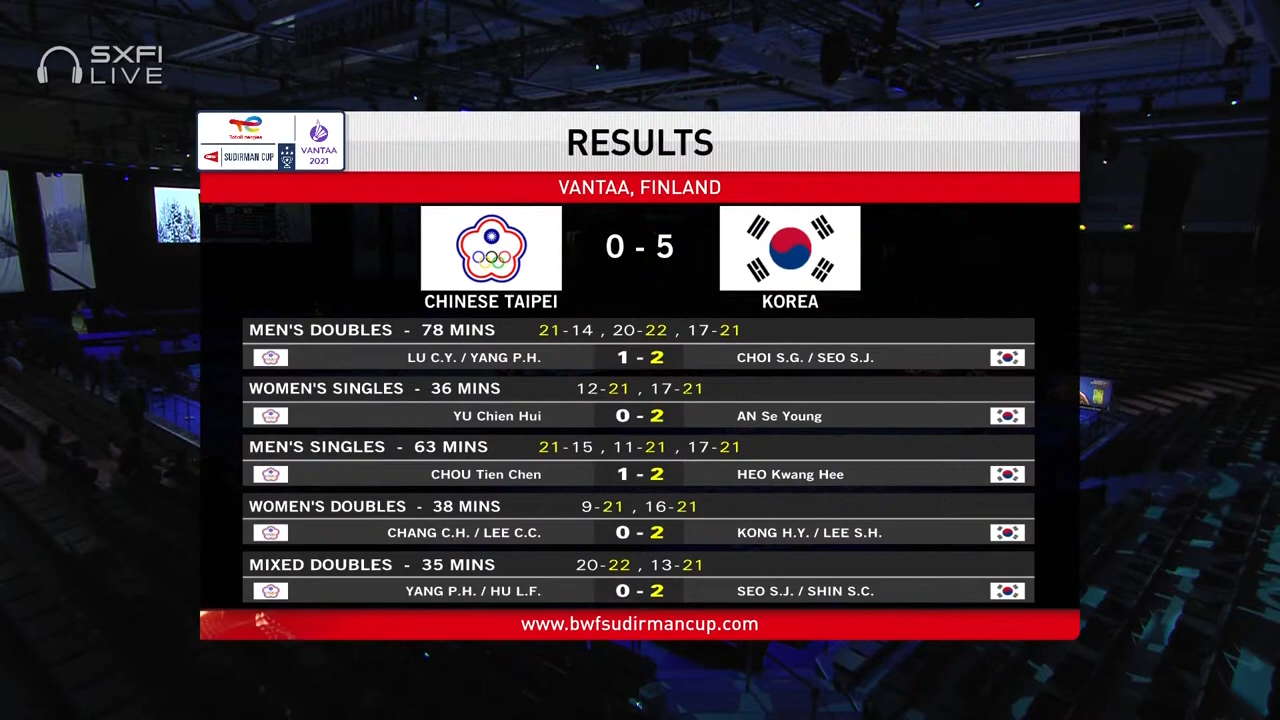 SXFI
LIVE
TotalEnergies
SUDIRMAN CUP
VANTAA
2021
RESULTS
VANTAA, FINLAND
0 - 5
CHINESE TAIPEI
KOREA
MEN'S DOUBLES - 78 MINS 21-14 , 20-22 , 17-21
LU C.Y. / YANG P.H. 1 - 2 CHOI S.G. / SEO S.J.
WOMEN'S SINGLES - 36 MINS 12-21 , 17-21
YU Chien Hui 0 - 2 AN Se Young
MEN'S SINGLES - 63 MINS 21-15 , 11-21 , 17-21
CHOU Tien Chen 1 - 2 HEO Kwang Hee
WOMEN'S DOUBLES - 38 MINS 9-21 , 16-21
CHANG C.H. / LEE C.C. 0 - 2 KONG H.Y. / LEE S.H.
MIXED DOUBLES - 35 MINS 20-22 , 13-21
YANG P.H. / HU L.F. 0 - 2 SEO S.J. / SHIN S.C.
www.bwfsudirmancup.com